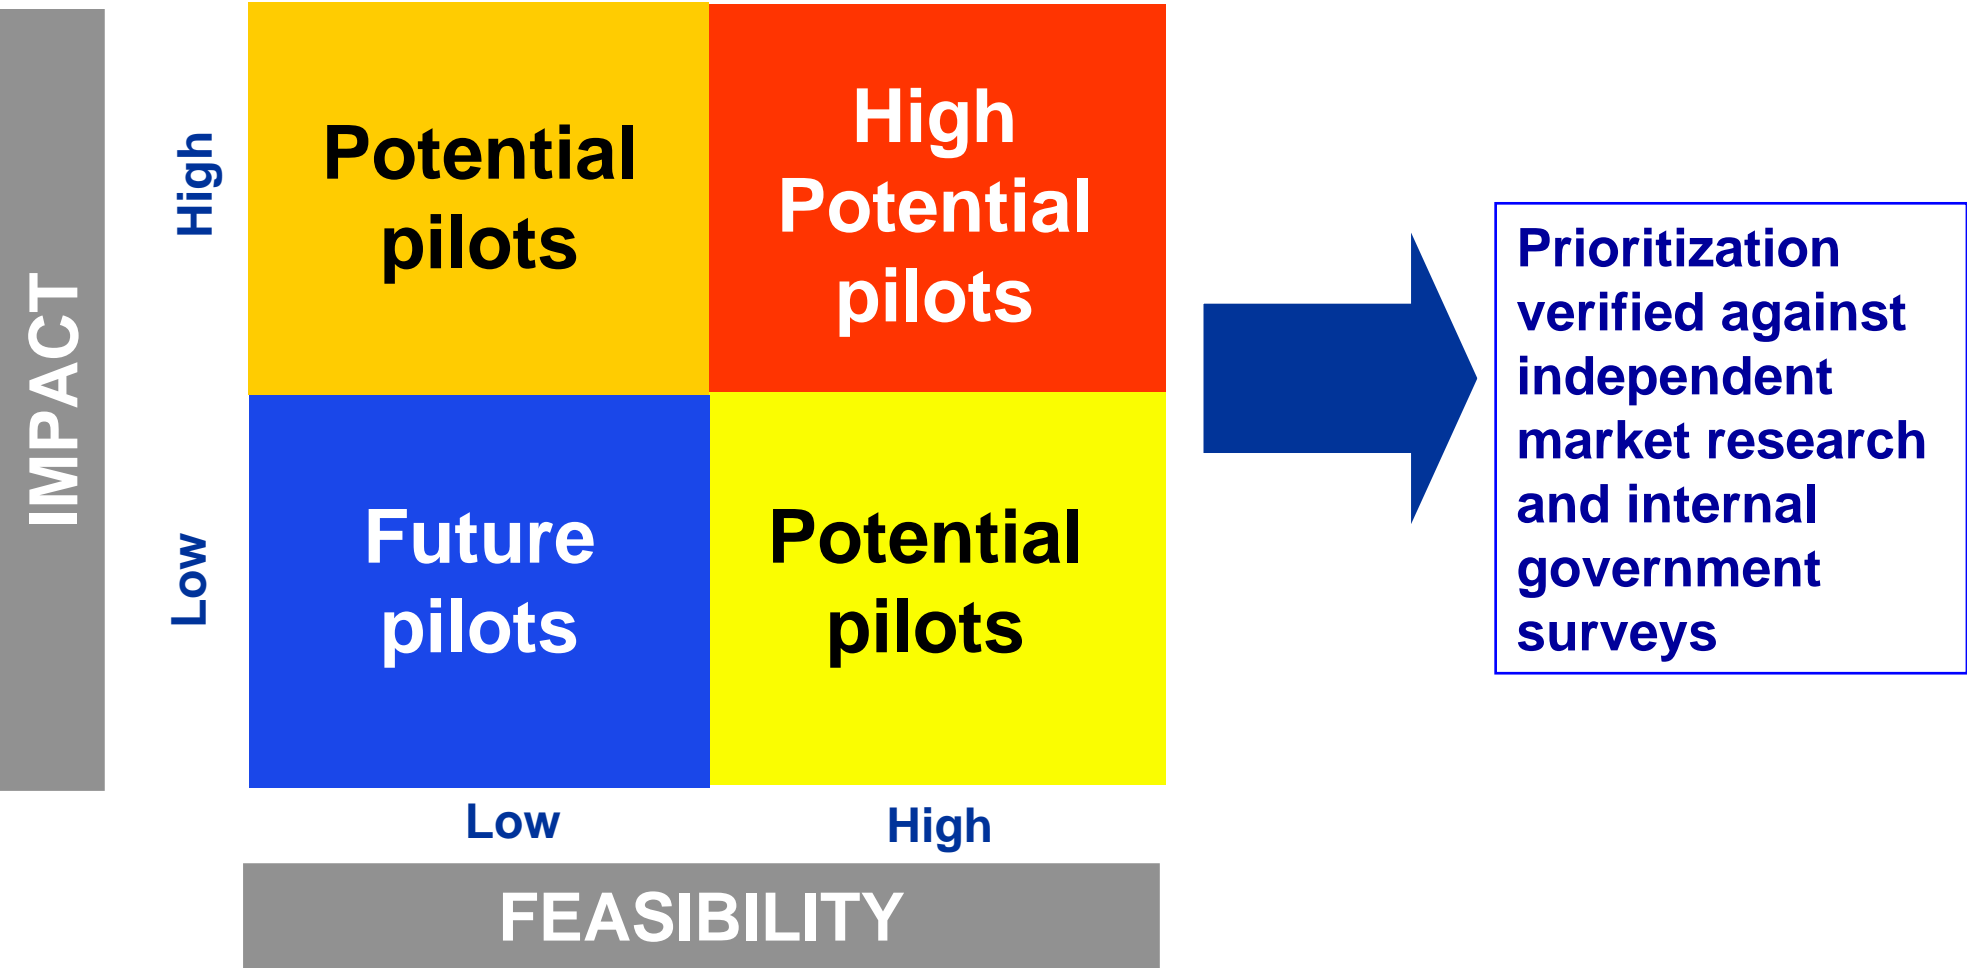 IMPACT
High
Low
Potential
pilots
High
Potential
pilots
Future
pilots
Potential
pilots
Low
High
FEASIBILITY
Prioritization
verified against
independent
market research
and internal
government
surveys